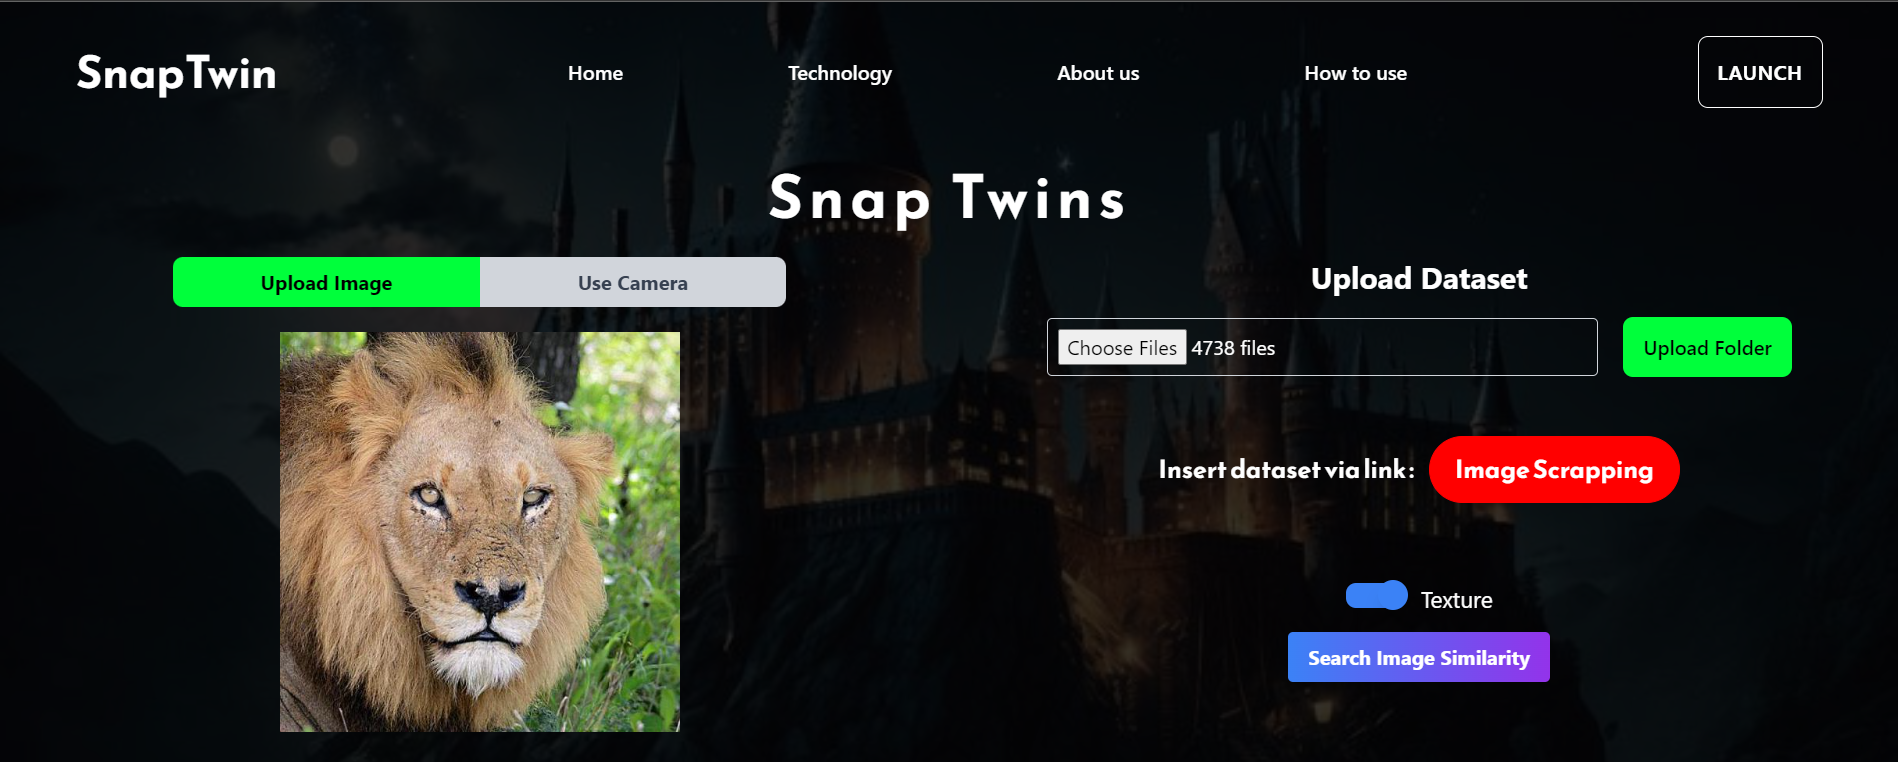 SnapTwin
Home
Technology
About us
How to use
LAUNCH
Snap Twins
Upload Image
Use Camera
Upload Dataset
Choose Files 4738 files
Upload Folder
Insert dataset via link :
Image Scrapping
Texture
Search Image Similarity